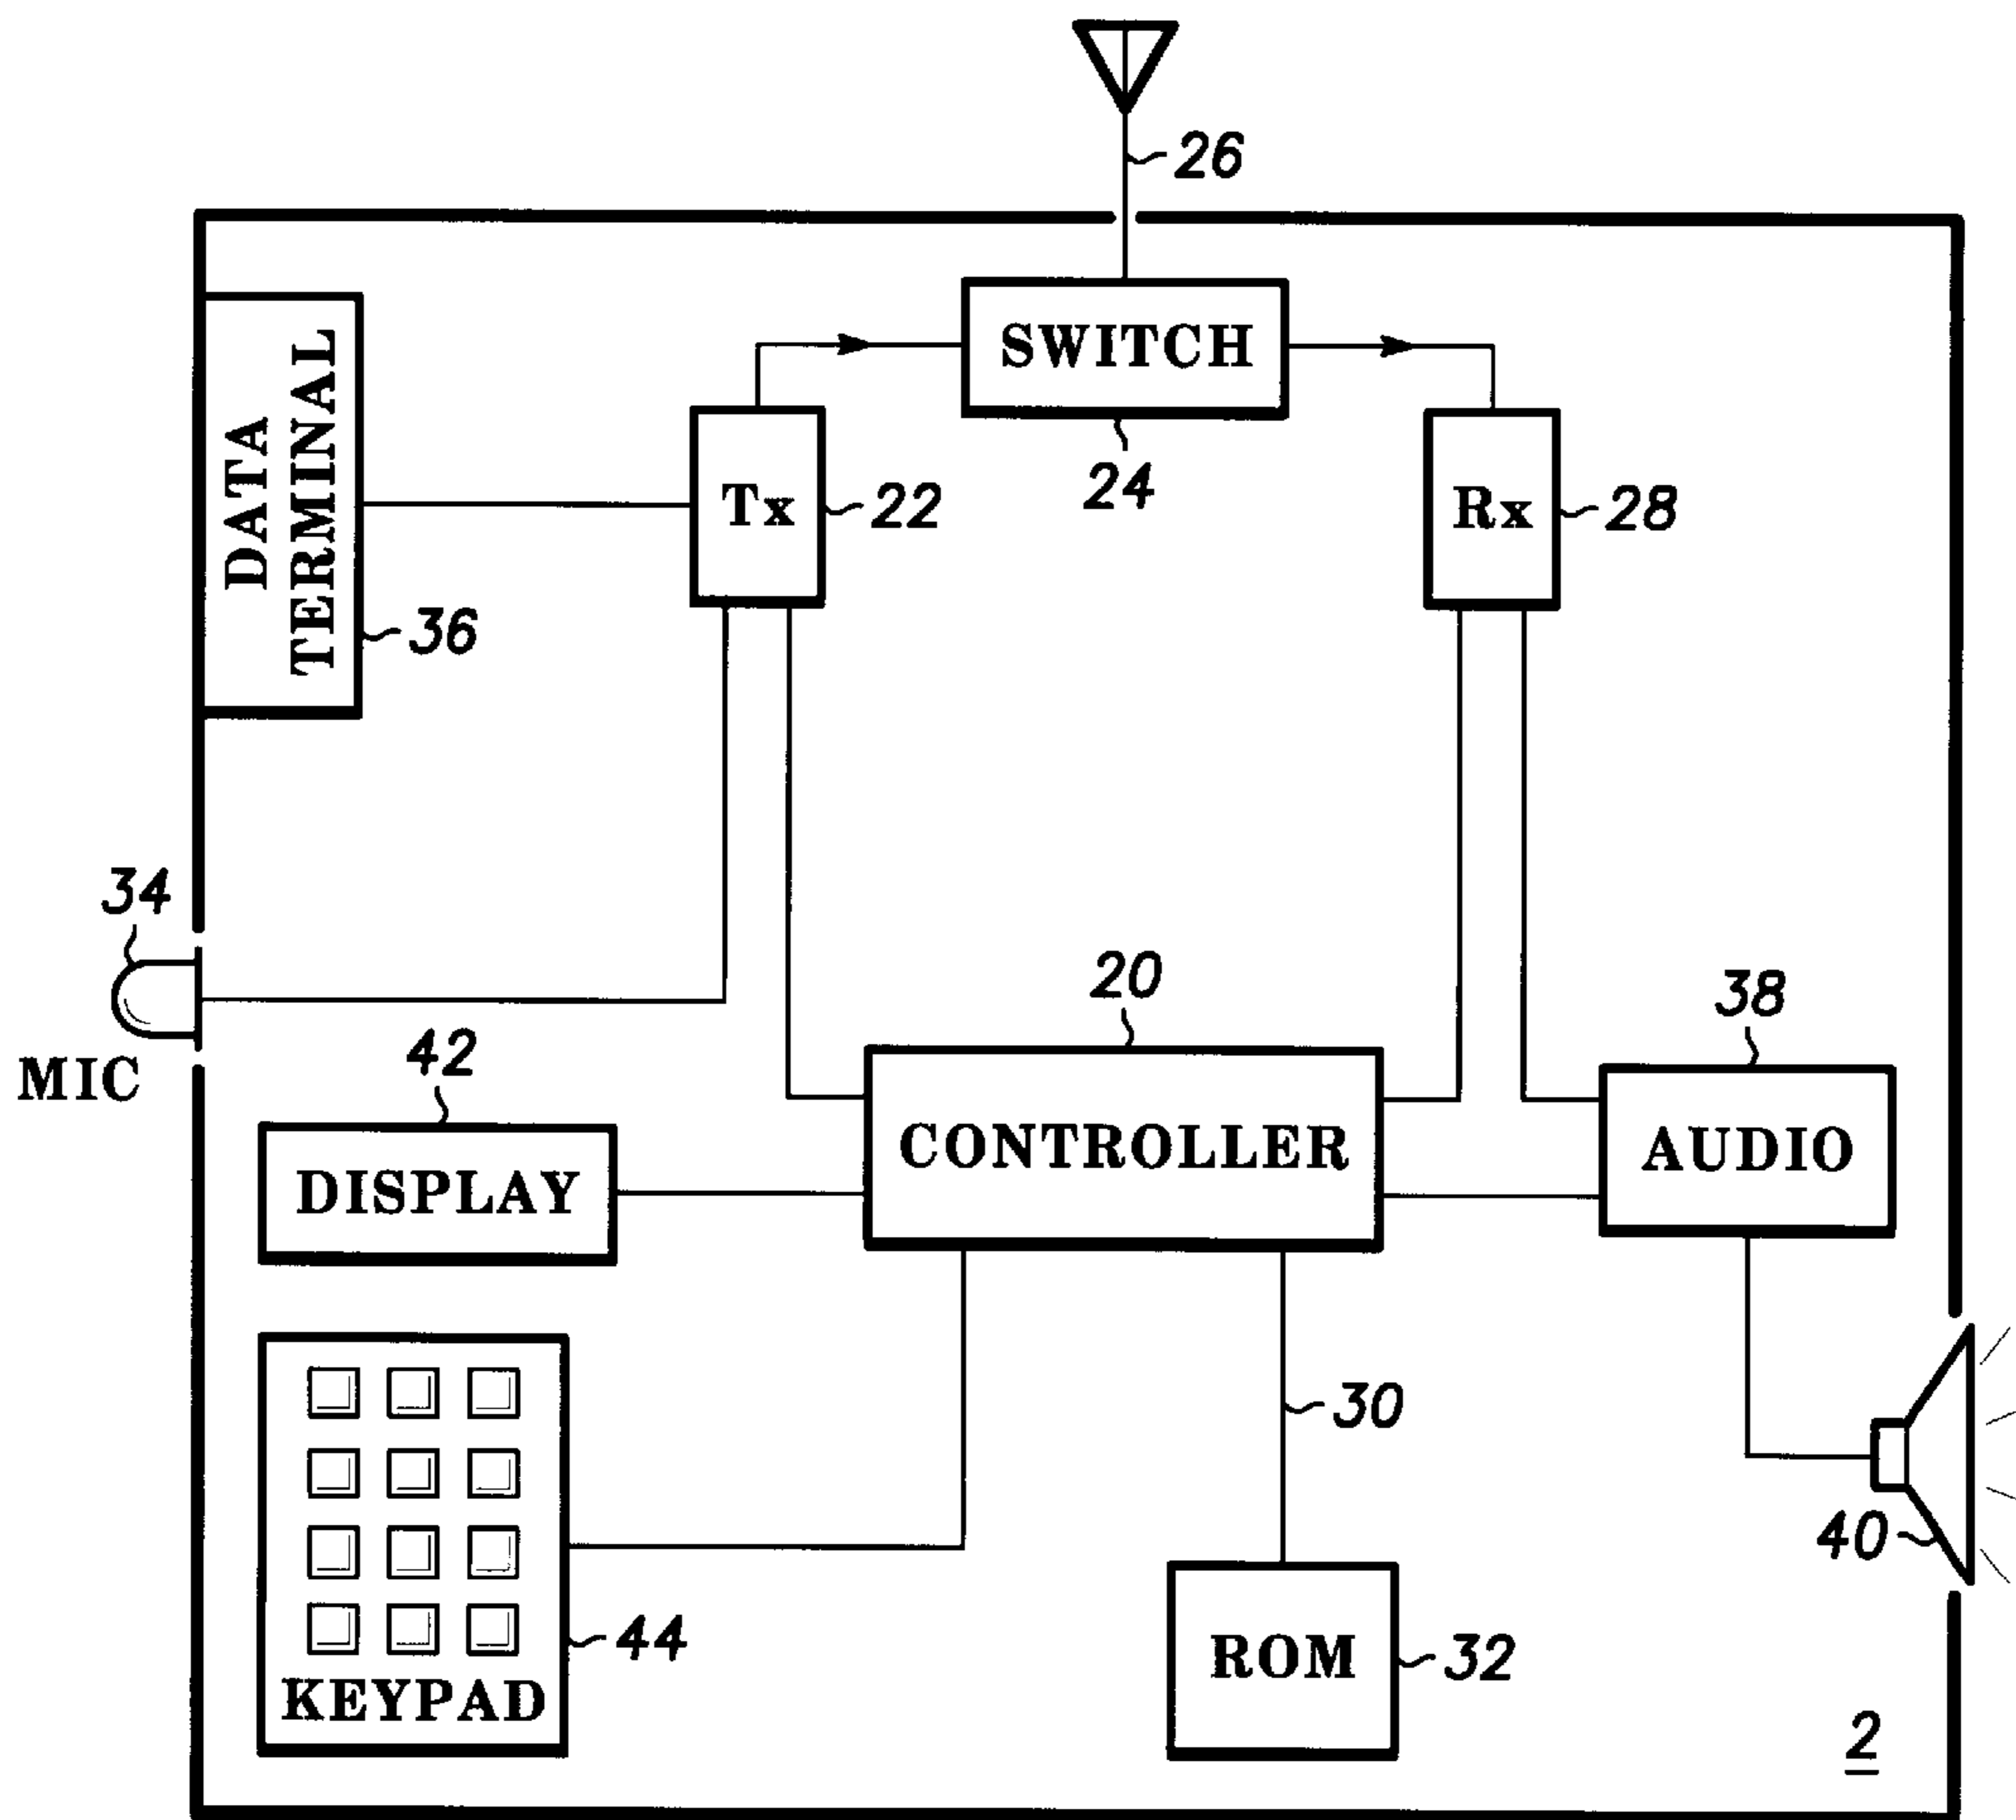 26
SWITCH
24
DATA
TERMINAL
36
Tx
22
Rx
28
34
MIC
42
DISPLAY
20
CONTROLLER
38
AUDIO
30
40
KEYPAD
44
ROM
32
2